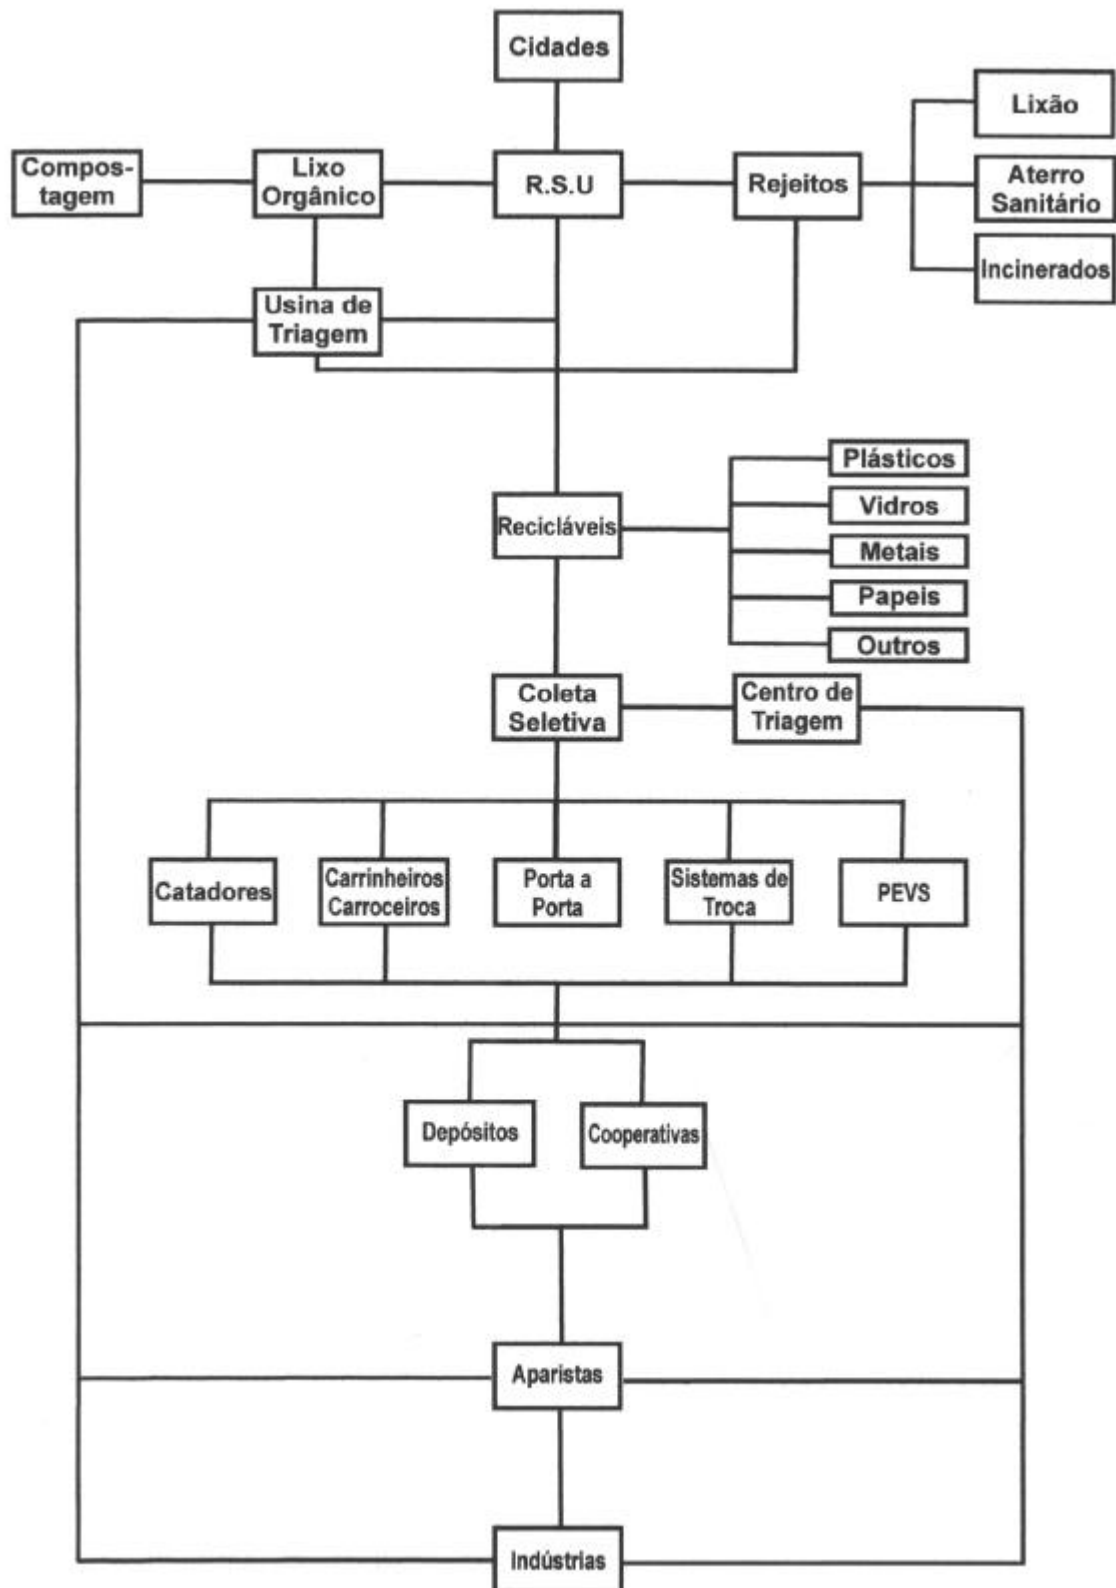 Cidades
Lixão
Compos-
tagem
Lixo
Orgânico
R.S.U
Rejeitos
Aterro
Sanitário
Incinerados
Usina de
Triagem
Plásticos
Vidros
Recicláveis
Metais
Papeis
Outros
Coleta
Seletiva
Centro de
Triagem
Catadores
Carrinheiros
Carroceiros
Porta a
Porta
Sistemas de
Troca
PEVS
Depósitos
Cooperativas
Aparistas
Indústrias